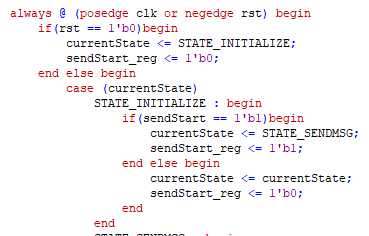 always @ (posedge clk or negedge rst) begin
    if(rst == 1'b0)begin
        currentState <= STATE_INITIALIZE;
        sendStart_reg <= 1'b0;
    end else begin
        case (currentState)
            STATE_INITIALIZE : begin
                if(sendStart == 1'b1)begin
                    currentState <= STATE_SENDMSG;
                    sendStart_reg <= 1'b1;
                end else begin
                    currentState <= currentState;
                    sendStart_reg <= 1'b0;
                end
            end